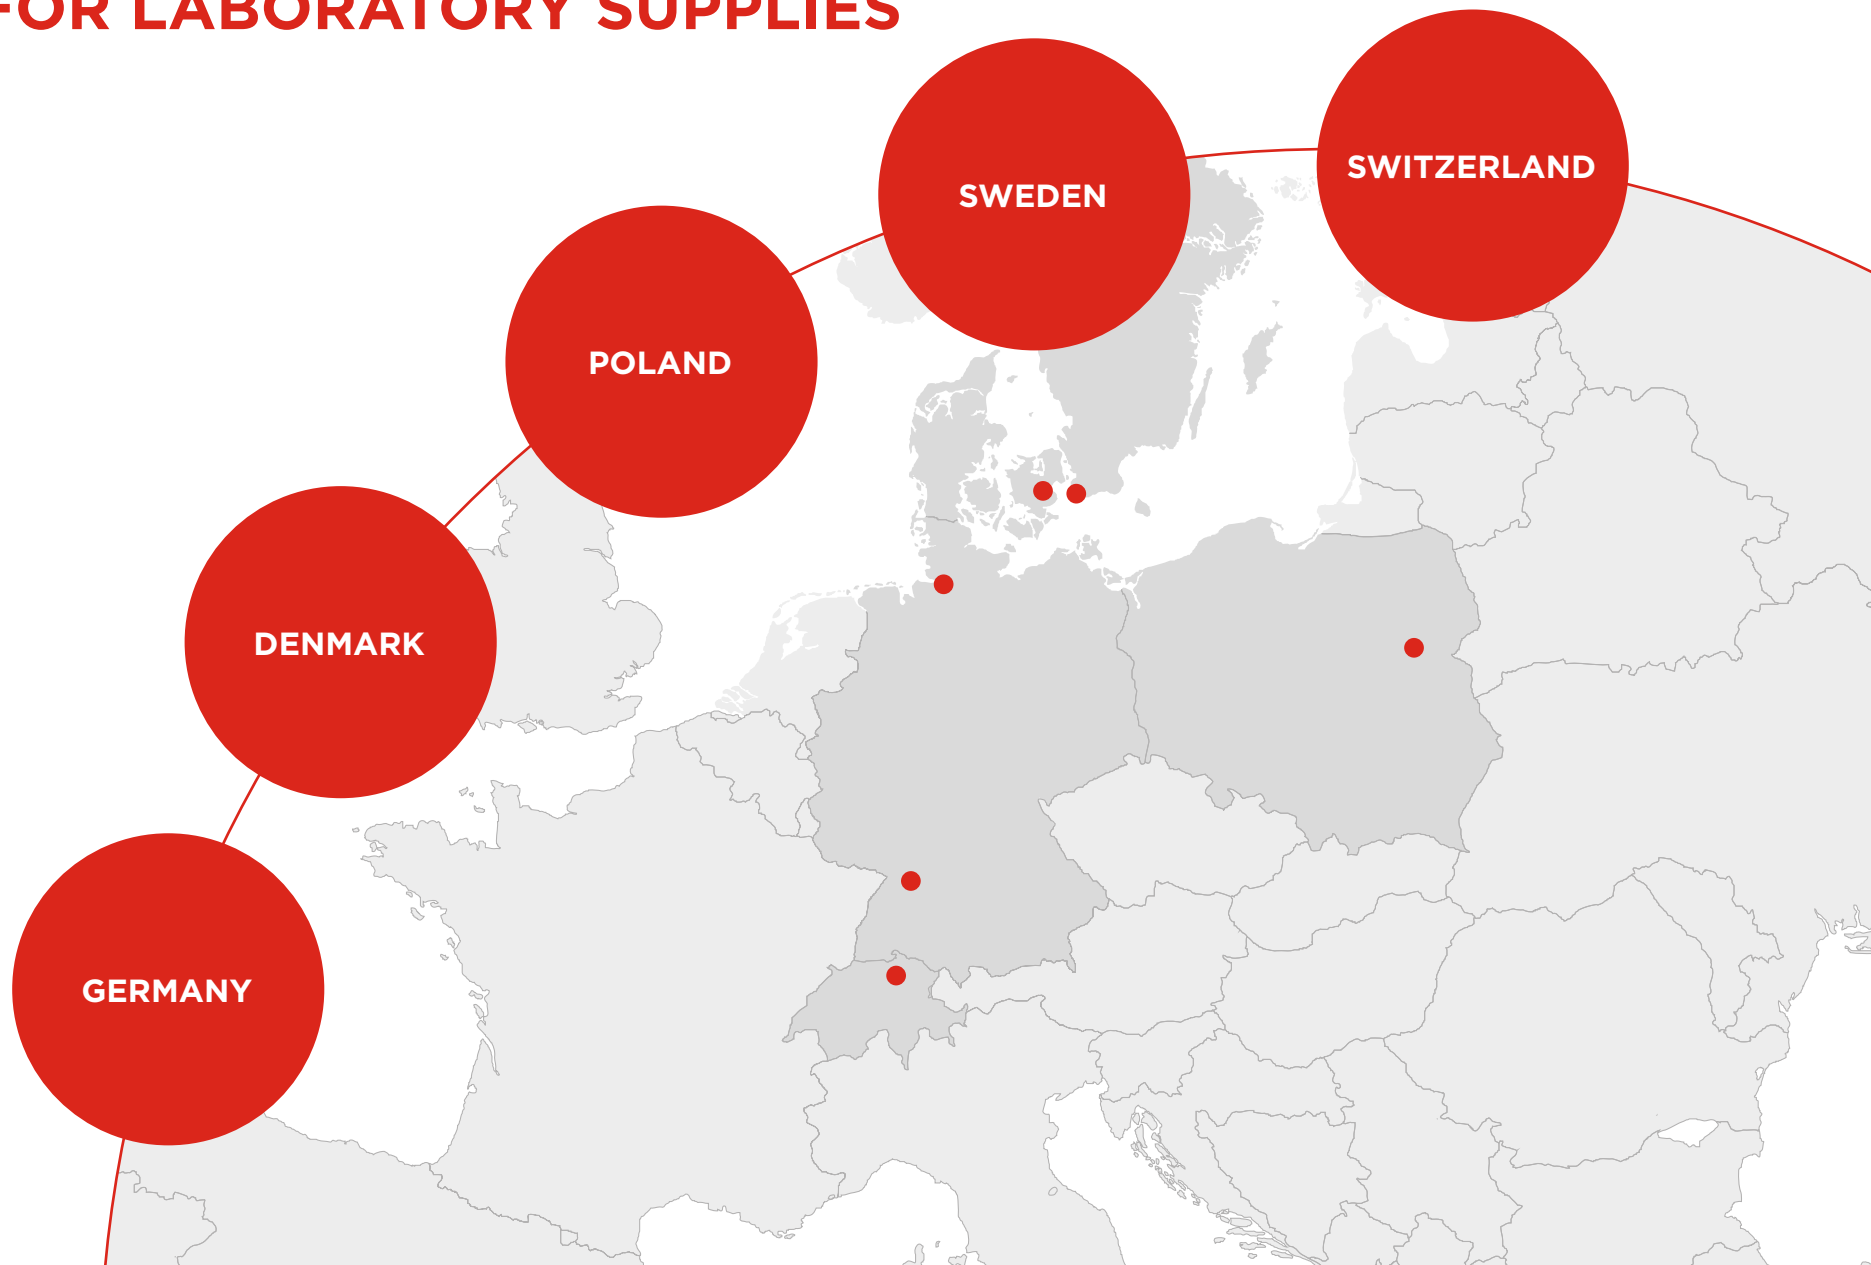 FOR LABORATORY SUPPLIES
SWITZERLAND
SWEDEN
POLAND
DENMARK
GERMANY